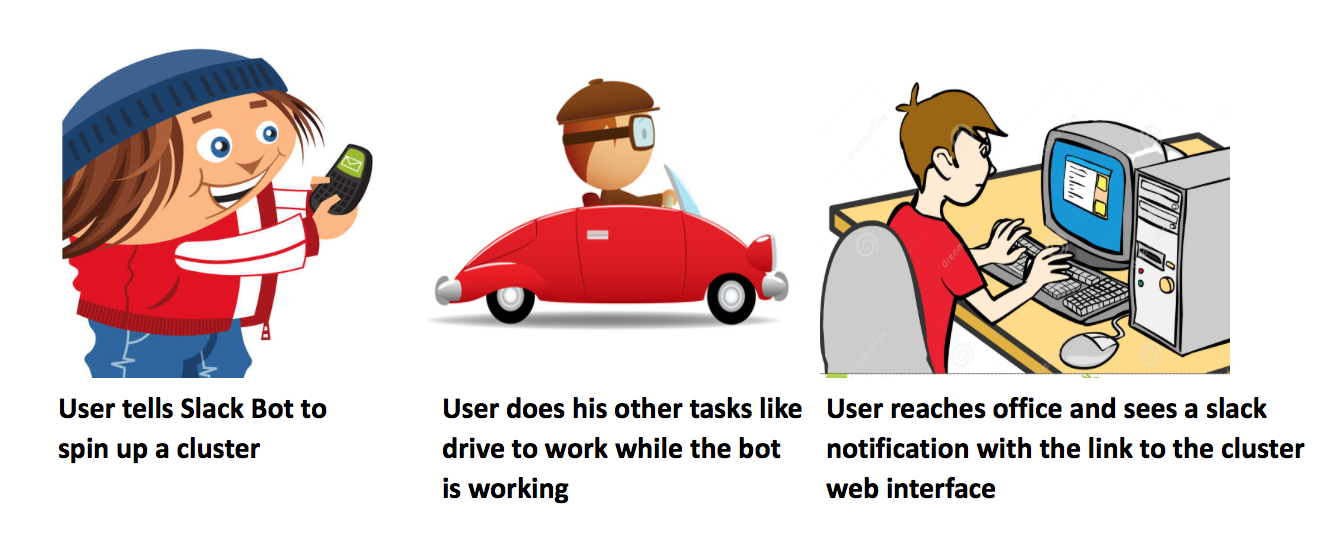 User tells Slack Bot to
spin up a cluster
User does his other tasks like
drive to work while the bot
is working
User reaches office and sees a slack
notification with the link to the cluster
web interface